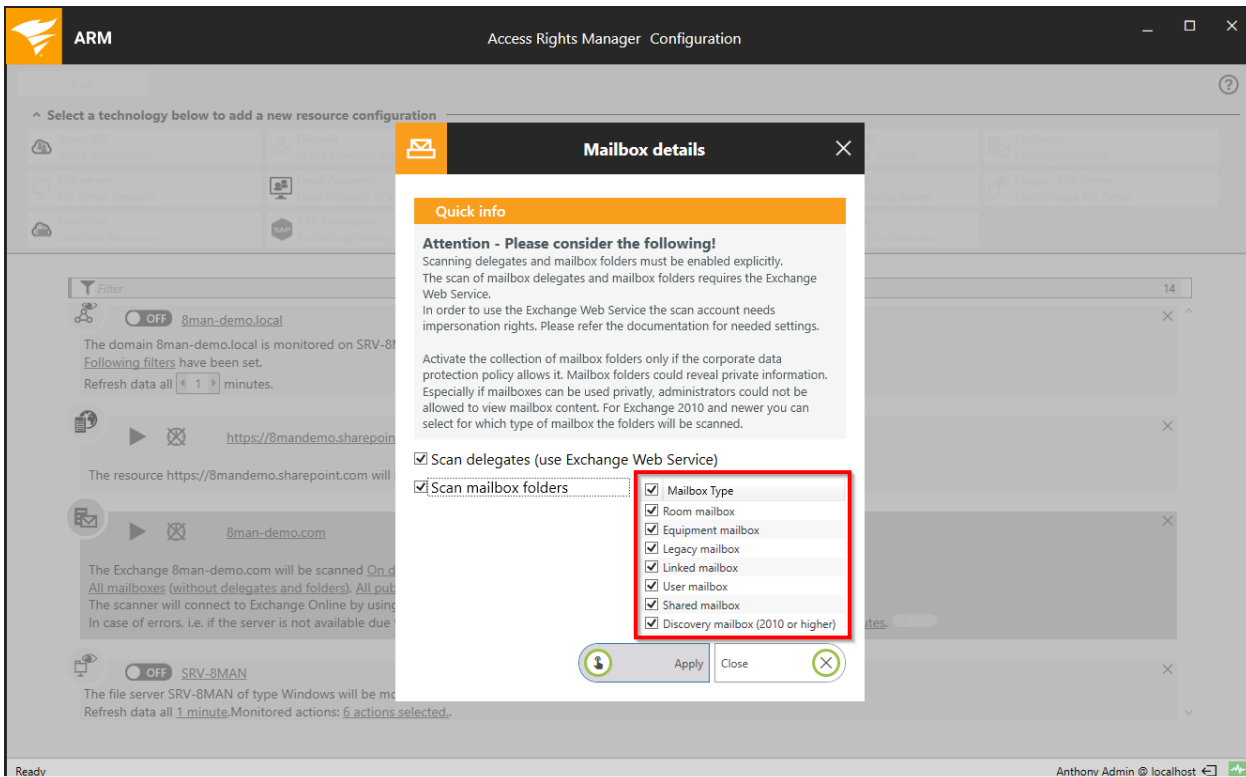 ARM
Access Rights Manager Configuration
Select a technology below to add a new resource configuration
SAP
Filter
14
OFF 8man-demo.local
The domain 8man-demo.local is monitored on
Following filters have been set.
Refresh data all 1 minutes.
The resource https://8mandemo.sharepoint.com will
8man-demo.com
The Exchange 8man-demo.com will be scanned
All mailboxes (without delegates and folders),
The scanner will connect to Exchange Online by using
In case of errors, i.e. if the server is not available due
OFF SRV-8MAN
The file server SRV-8MAN of type Windows will be
Refresh data all 1 minute.Monitored actions: 6 actions selected..
Mailbox details
Quick info
Attention - Please consider the following!
Scanning delegates and mailbox folders must be enabled explicitly.
The scan of mailbox delegates and mailbox folders requires the Exchange
Web Service.
In order to use the Exchange Web Service the scan account needs
impersonation rights. Please refer the documentation for needed settings.
Activate the collection of mailbox folders only if the corporate data
protection policy allows it. Mailbox folders could reveal private information.
Especially if mailboxes can be used privatly, administrators could not be
allowed to view mailbox content. For Exchange 2010 and newer you can
select for which type of mailbox the folders will be scanned.
Scan delegates (use Exchange Web Service)
Scan mailbox folders
Mailbox Type
Room mailbox
Equipment mailbox
Legacy mailbox
Linked mailbox
User mailbox
Shared mailbox
Discovery mailbox (2010 or higher)
Apply
Close
Ready
Anthony Admin @ localhost